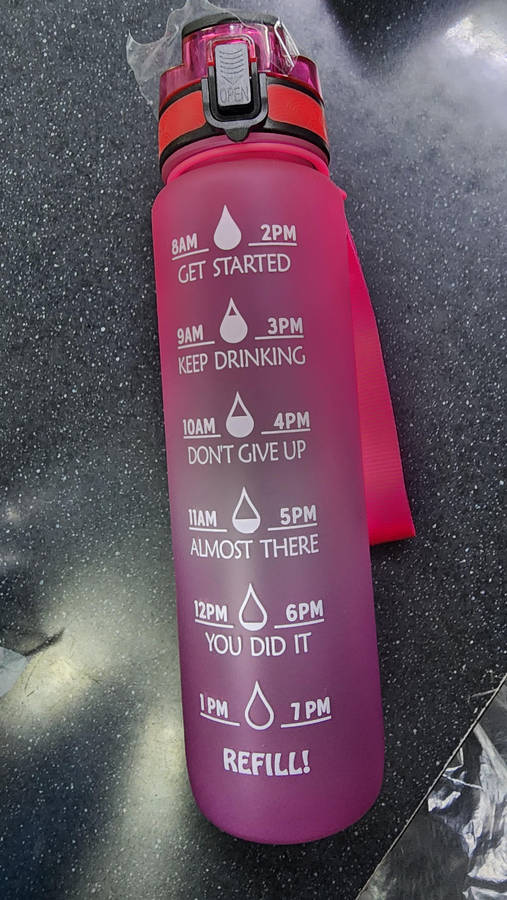 OPEN
8AM 2PM
GET STARTED
9AM 3PM
KEEP DRINKING
10AM 4PM
DON'T GIVE UP
11AM 5PM
ALMOST THERE
12PM 6PM
YOU DID IT
1PM 7PM
REFILL!